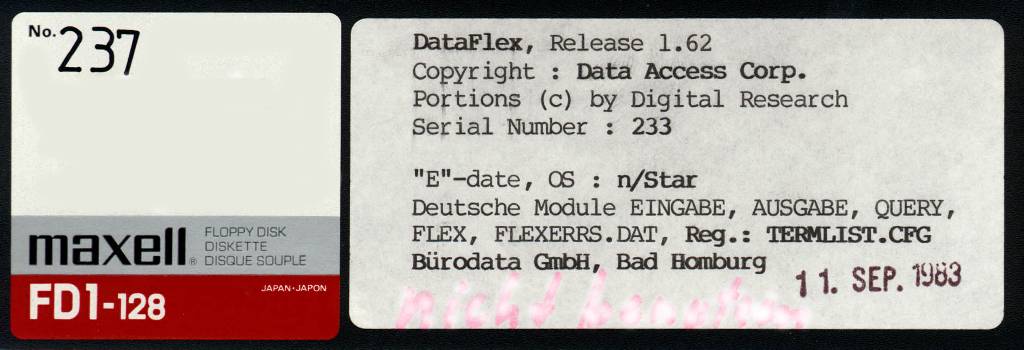 No. 237
maxell® FLOPPY DISK
DISKETTE
DISQUE SOUPLE
FD1-128
JAPAN·JAPON
DataFlex, Release 1.62
Copyright : Data Access Corp.
Portions (c) by Digital Research
Serial Number : 233
"E"-date, OS : n/Star
Deutsche Module EINGABE, AUSGABE, QUERY,
FLEX, FLEXERRS.DAT, Reg.: TERMLIST.CFG
Bürodata GmbH, Bad Homburg
11. SEP. 1983
nicht